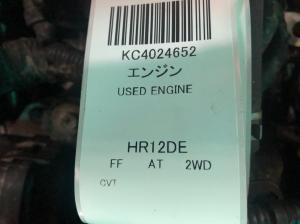 KC4024652
エンジン
USED ENGINE
HR12DE
FF AT 2WD
CVT